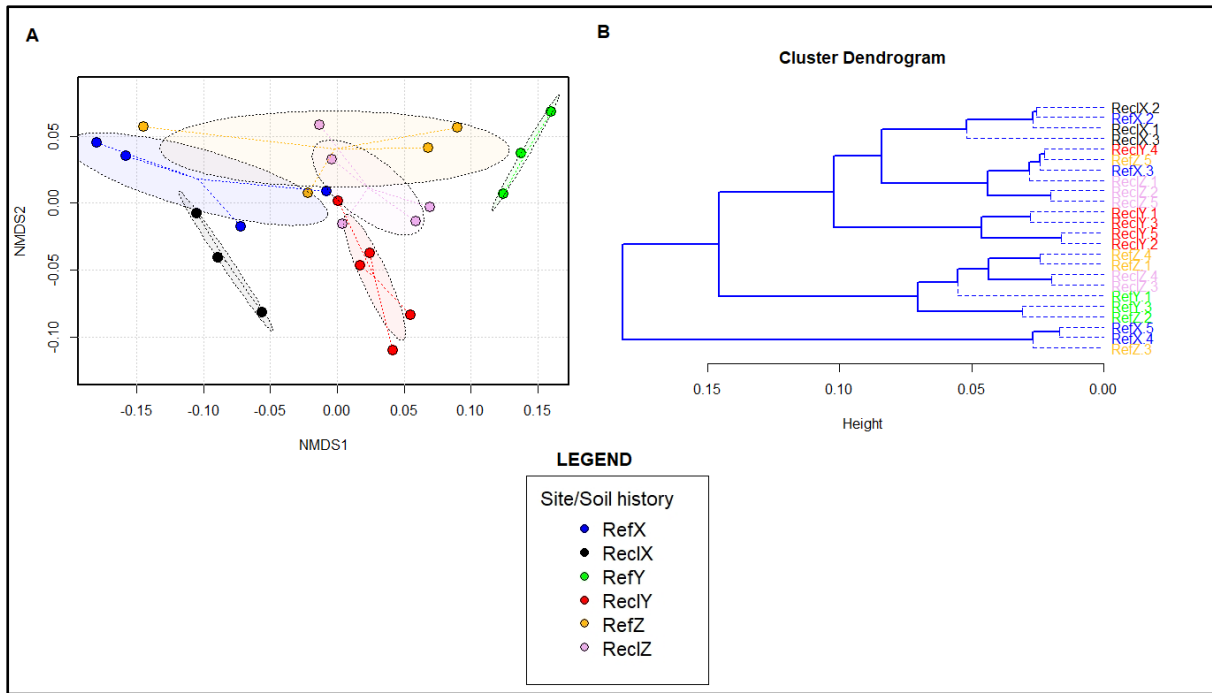 A
NMDS2
0.05
0.00
-0.05
-0.10
-0.15
-0.10
-0.05
0.00
0.05
0.10
0.15
NMDS1
B
Cluster Dendrogram
ReclX.2
RefX.2
ReclX.1
ReclX.3
ReclY.4
RefZ.5
RefX.3
ReclZ.1
ReclZ.2
ReclZ.5
ReclY.1
ReclY.3
ReclY.5
ReclY.2
RefZ.4
RefZ.1
ReclZ.4
ReclZ.3
RefY.1
RefY.3
RefZ.2
RefX.5
RefX.4
RefZ.3
0.15
0.10
0.05
0.00
Height
LEGEND
Site/Soil history
RefX
ReclX
RefY
ReclY
RefZ
ReclZ